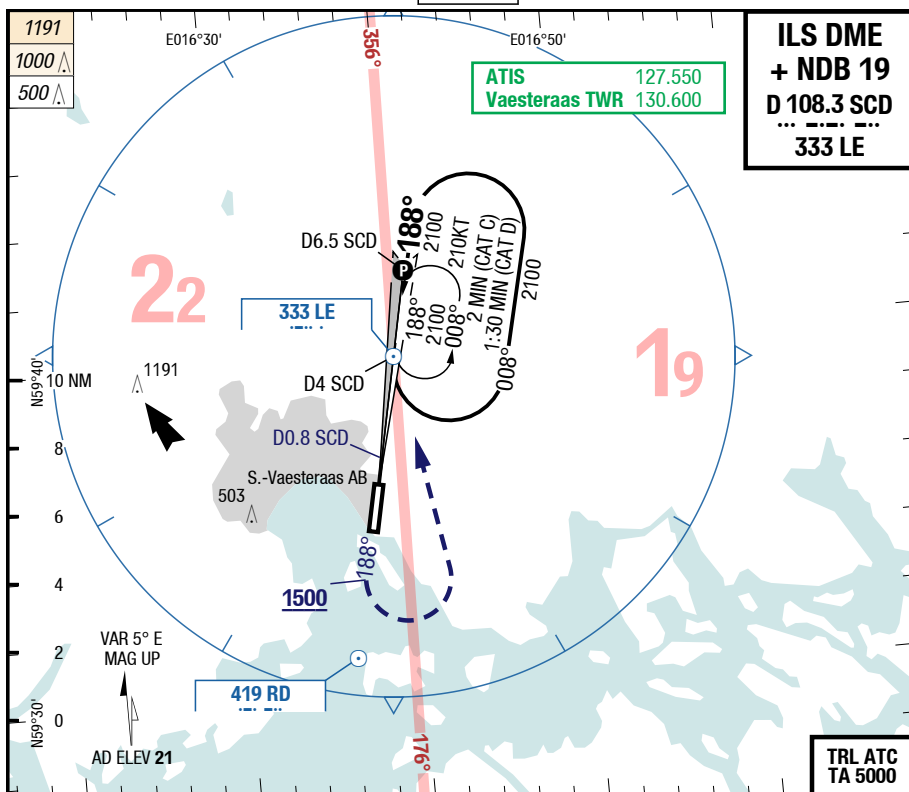 1191
1000
500
E016°30'
356°
E016°50'
ATIS 127.550
Vaesteraas TWR 130.600
ILS DME
+ NDB 19
D 108.3 SCD
... -.-. -..
333 LE
D6.5 SCD
P
188°
2100
210KT
2 MIN (CAT C)
1:30 MIN (CAT D)
2100
188°
2100
008°
008°
22
19
333 LE
.-.. .
D4 SCD
N59°40'
10 NM
1191
8
D0.8 SCD
S.-Vaesteraas AB
503
6
188°
4
1500
VAR 5° E
MAG UP
2
419 RD
.-. -..
N59°30'
0
AD ELEV 21
176°
TRL ATC
TA 5000